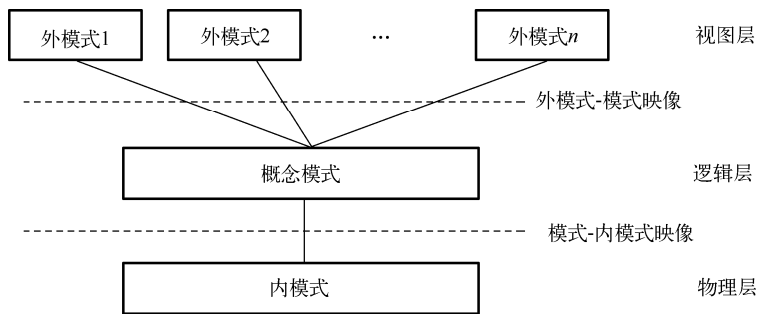 外模式1 外模式2 ... 外模式n 视图层
外模式-模式映像
概念模式 逻辑层
模式-内模式映像
内模式 物理层